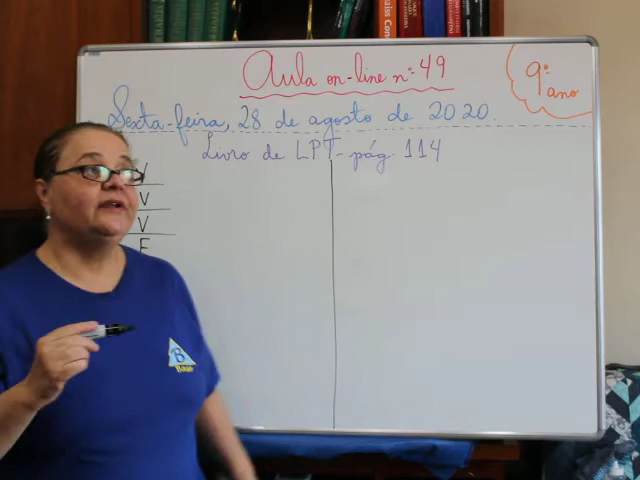 Aula on-line nº 49
9º ano
Sexta-feira, 28 de agosto de 2020.
Livro de LPT - pág. 114
V
V
V
F
B